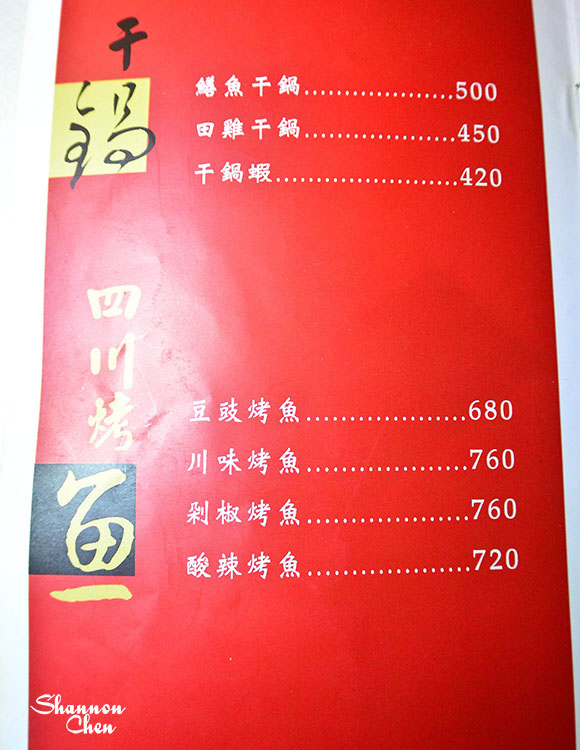 干鍋
鱔魚干鍋....................500
田雞干鍋....................450
干鍋蝦........................420
四川烤魚
豆豉烤魚.....................680
川味烤魚.....................760
剁椒烤魚.....................760
酸辣烤魚.....................720
Shannon
Chen